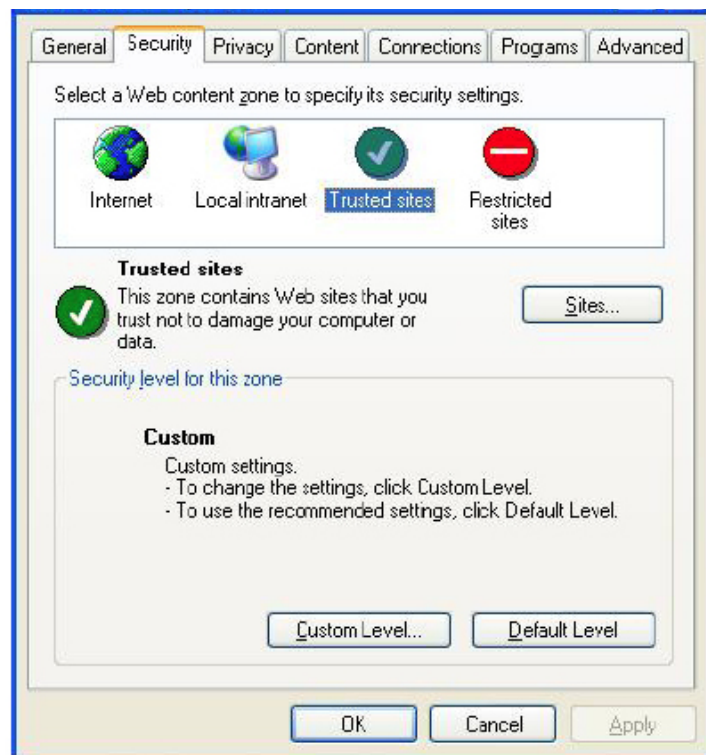 General Security Privacy Content Connections Programs Advanced
Select a Web content zone to specify its security settings.
Internet Local intranet Trusted sites Restricted sites
Trusted sites
This zone contains Web sites that you
trust not to damage your computer or
data.
Sites...
Security level for this zone
Custom
Custom settings.
- To change the settings, click Custom Level.
- To use the recommended settings, click Default Level.
Custom Level... Default Level
OK Cancel Apply